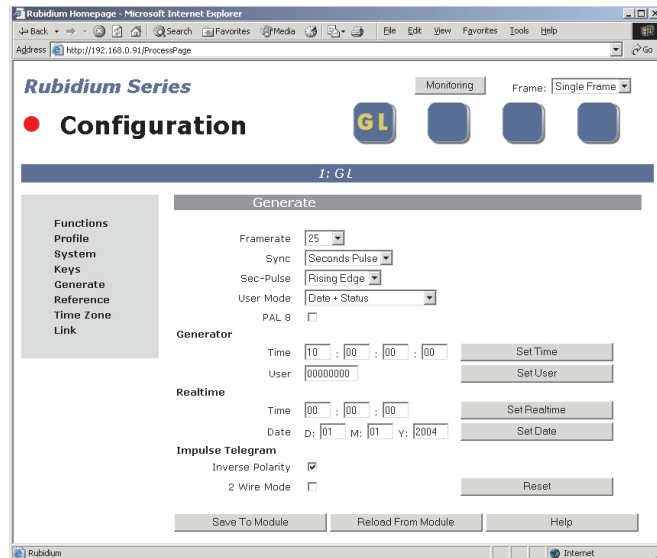 Rubidium Homepage - Microsoft Internet Explorer
Back Search Favorites Media File Edit View Favorites Tools Help
Address http://192.168.0.91/ProcessPage Go
Rubidium Series
Monitoring Frame: Single Frame
Configuration
GL
1: GL
Functions
Profile
System
Keys
Generate
Reference
Time Zone
Link
Generate
Framerate 25
Sync Seconds Pulse
Sec-Pulse Rising Edge
User Mode Date + Status
PAL 8
Generator
Time 10 : 00 : 00 : 00 Set Time
User 00000000 Set User
Realtime
Time 00 : 00 : 00 Set Realtime
Date D: 01 M: 01 Y: 2004 Set Date
Impulse Telegram
Inverse Polarity
2 Wire Mode Reset
Save To Module Reload From Module Help
Rubidium Internet